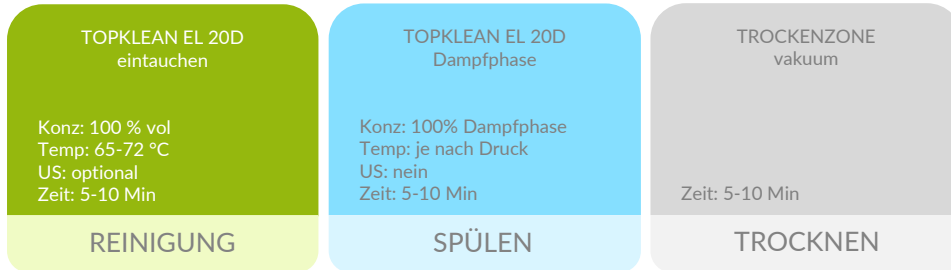 TOPKLEAN EL 20D
eintauchen
Konz: 100 % vol
Temp: 65-72 °C
US: optional
Zeit: 5-10 Min
REINIGUNG
TOPKLEAN EL 20D
Dampfphase
Konz: 100% Dampfphase
Temp: je nach Druck
US: nein
Zeit: 5-10 Min
SPÜLEN
TROCKENZONE
vakuum
Zeit: 5-10 Min
TROCKNEN